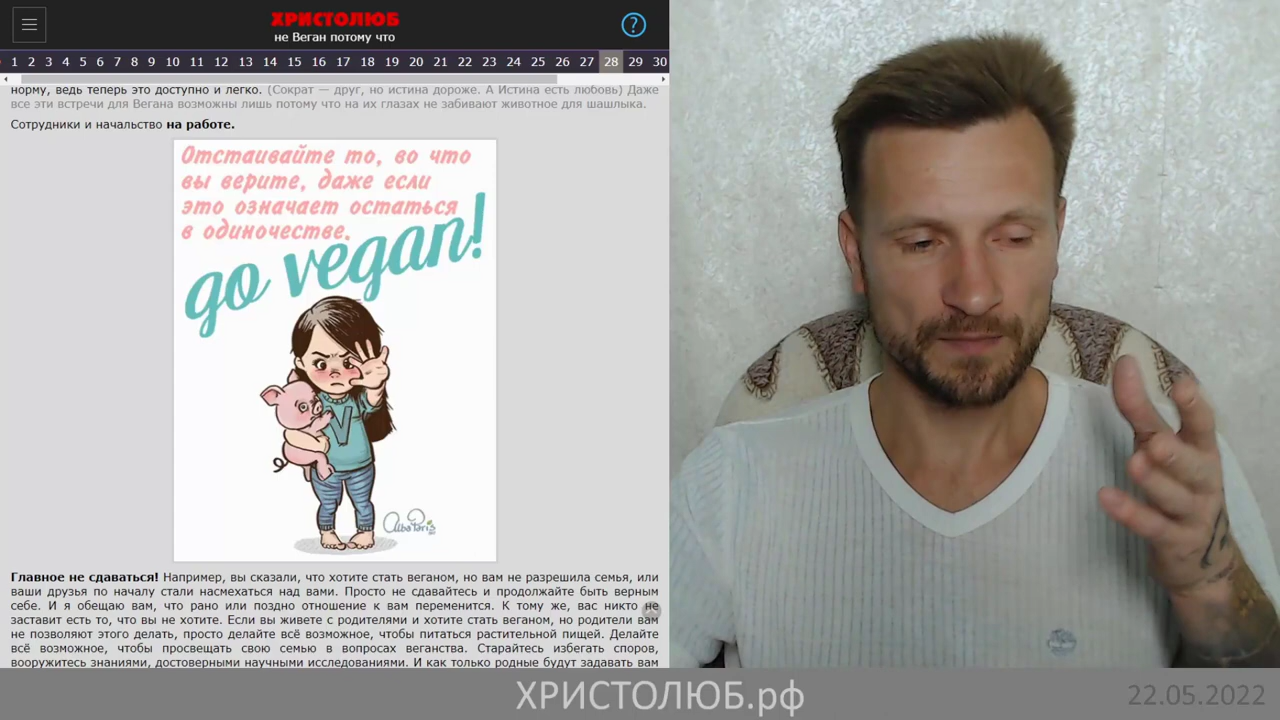 ХРИСТОЛЮБ
не Веган потому что
?
1 2 3 4 5 6 7 8 9 10 11 12 13 14 15 16 17 18 19 20 21 22 23 24 25 26 27 28 29 30
норму, ведь теперь это доступно и легко. (Сократ — друг, но истина дороже. А Истина есть любовь) Даже
все эти встречи для Вегана возможны лишь потому что на их глазах не забивают животное для шашлыка.
Сотрудники и начальство на работе.
Отстаивайте то, во что
вы верите, даже если
это означает остаться
в одиночестве.
go vegan!
V
Главное не сдаваться! Например, вы сказали, что хотите стать веганом, но вам не разрешила семья, или
ваши друзья по началу стали насмехаться над вами. Просто не сдавайтесь и продолжайте быть верным
себе. И я обещаю вам, что рано или поздно отношение к вам переменится. К тому же, вас никто не
заставит есть то, что вы не хотите. Если вы живете с родителями и хотите стать веганом, но родители вам
не позволяют этого делать, просто делайте всё возможное, чтобы питаться растительной пищей. Делайте
всё возможное, чтобы просвещать свою семью в вопросах веганства. Старайтесь избегать споров,
вооружитесь знаниями, достоверными научными исследованиями. И как только родные будут задавать вам
ХРИСТОЛЮБ.рф
22.05.2022